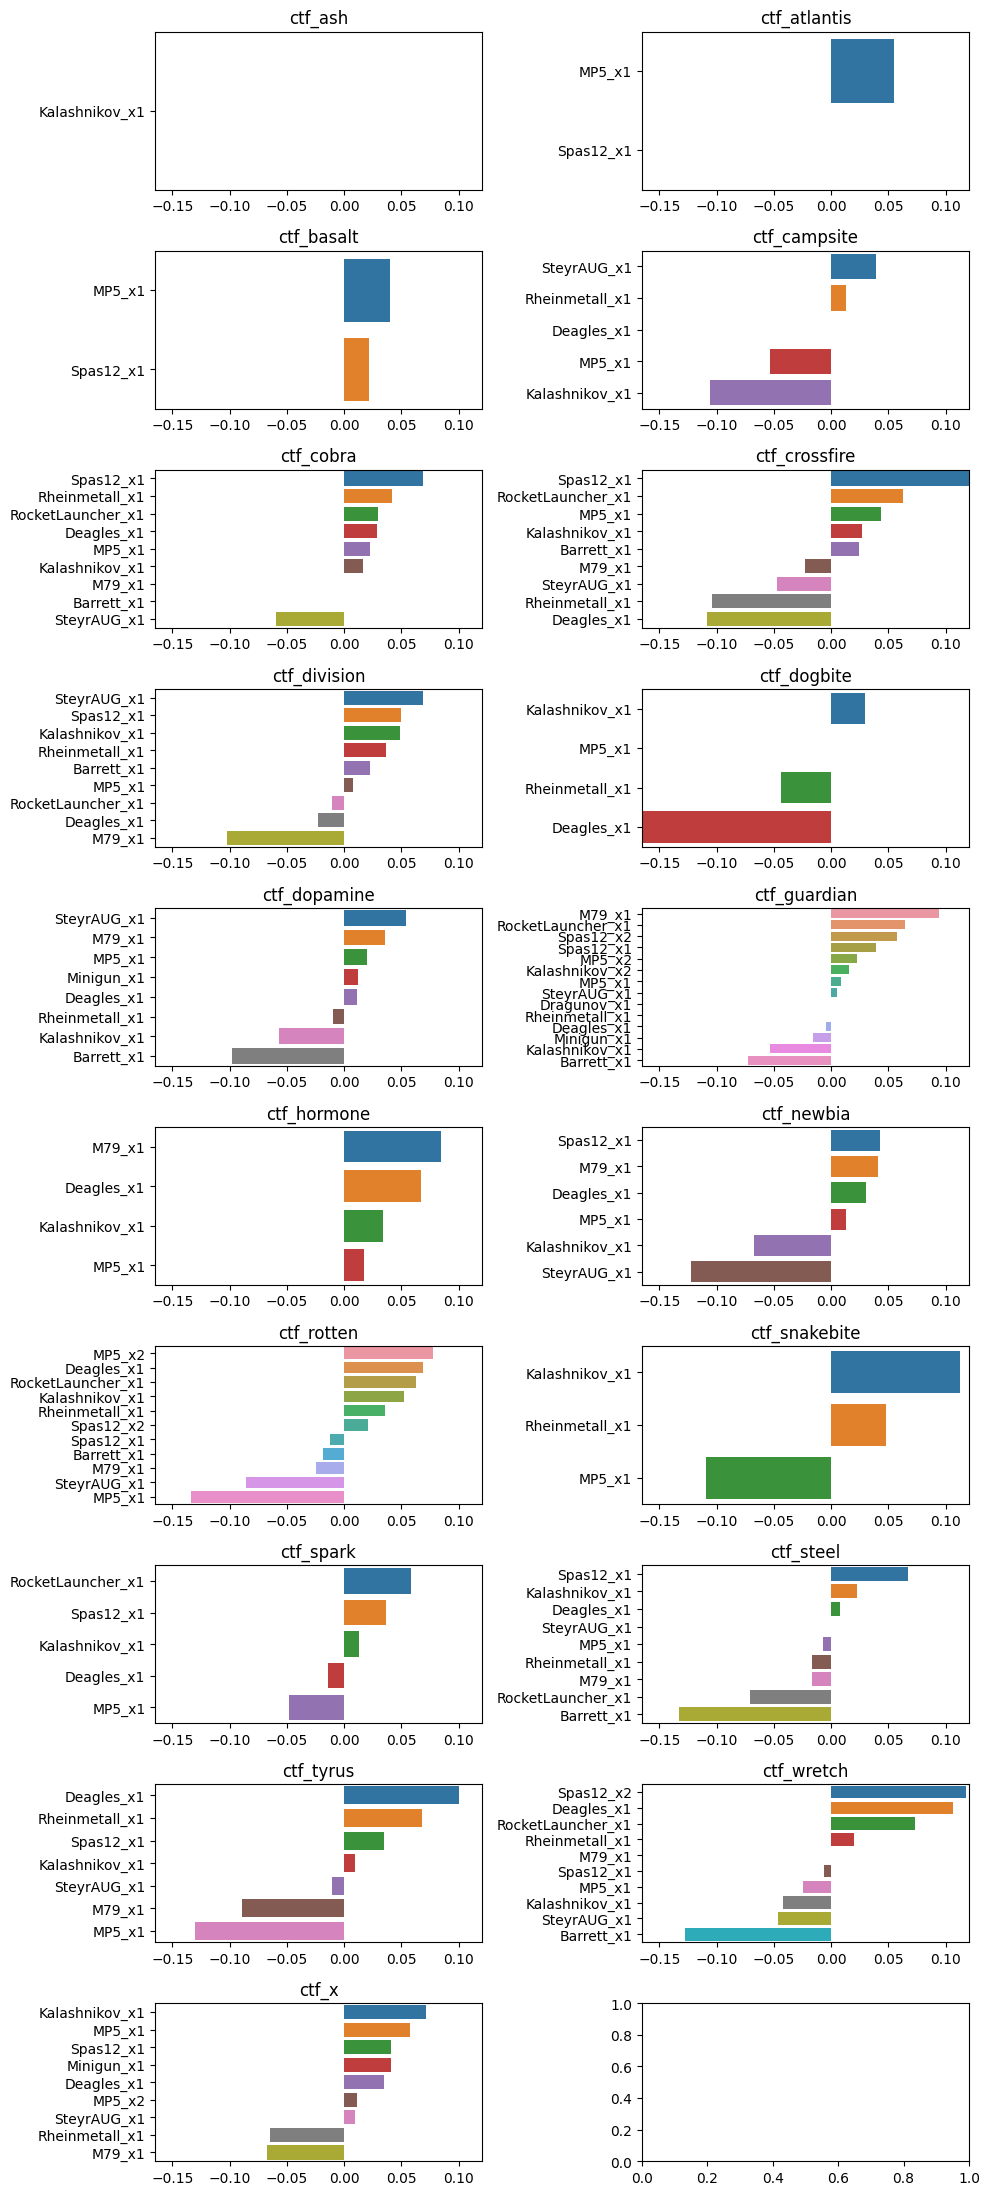 ctf_ash
Kalashnikov_x1
−0.15 −0.10 −0.05 0.00 0.05 0.10
ctf_atlantis
MP5_x1
Spas12_x1
−0.15 −0.10 −0.05 0.00 0.05 0.10
ctf_basalt
MP5_x1
Spas12_x1
−0.15 −0.10 −0.05 0.00 0.05 0.10
ctf_campsite
SteyrAUG_x1
Rheinmetall_x1
Deagles_x1
MP5_x1
Kalashnikov_x1
−0.15 −0.10 −0.05 0.00 0.05 0.10
ctf_cobra
Spas12_x1
Rheinmetall_x1
RocketLauncher_x1
Deagles_x1
MP5_x1
Kalashnikov_x1
M79_x1
Barrett_x1
SteyrAUG_x1
−0.15 −0.10 −0.05 0.00 0.05 0.10
ctf_crossfire
Spas12_x1
RocketLauncher_x1
MP5_x1
Kalashnikov_x1
Barrett_x1
M79_x1
SteyrAUG_x1
Rheinmetall_x1
Deagles_x1
−0.15 −0.10 −0.05 0.00 0.05 0.10
ctf_division
SteyrAUG_x1
Spas12_x1
Kalashnikov_x1
Rheinmetall_x1
Barrett_x1
MP5_x1
RocketLauncher_x1
Deagles_x1
M79_x1
−0.15 −0.10 −0.05 0.00 0.05 0.10
ctf_dogbite
Kalashnikov_x1
MP5_x1
Rheinmetall_x1
Deagles_x1
−0.15 −0.10 −0.05 0.00 0.05 0.10
ctf_dopamine
SteyrAUG_x1
M79_x1
MP5_x1
Minigun_x1
Deagles_x1
Rheinmetall_x1
Kalashnikov_x1
Barrett_x1
−0.15 −0.10 −0.05 0.00 0.05 0.10
ctf_guardian
M79_x1
RocketLauncher_x1
Spas12_x2
Spas12_x1
MP5_x2
Kalashnikov_x2
MP5_x1
SteyrAUG_x1
Dragunov_x1
Rheinmetall_x1
Deagles_x1
Minigun_x1
Kalashnikov_x1
Barrett_x1
−0.15 −0.10 −0.05 0.00 0.05 0.10
ctf_hormone
M79_x1
Deagles_x1
Kalashnikov_x1
MP5_x1
−0.15 −0.10 −0.05 0.00 0.05 0.10
ctf_newbia
Spas12_x1
M79_x1
Deagles_x1
MP5_x1
Kalashnikov_x1
SteyrAUG_x1
−0.15 −0.10 −0.05 0.00 0.05 0.10
ctf_rotten
MP5_x2
Deagles_x1
RocketLauncher_x1
Kalashnikov_x1
Rheinmetall_x1
Spas12_x2
Spas12_x1
Barrett_x1
M79_x1
SteyrAUG_x1
MP5_x1
−0.15 −0.10 −0.05 0.00 0.05 0.10
ctf_snakebite
Kalashnikov_x1
Rheinmetall_x1
MP5_x1
−0.15 −0.10 −0.05 0.00 0.05 0.10
ctf_spark
RocketLauncher_x1
Spas12_x1
Kalashnikov_x1
Deagles_x1
MP5_x1
−0.15 −0.10 −0.05 0.00 0.05 0.10
ctf_steel
Spas12_x1
Kalashnikov_x1
Deagles_x1
SteyrAUG_x1
MP5_x1
Rheinmetall_x1
M79_x1
RocketLauncher_x1
Barrett_x1
−0.15 −0.10 −0.05 0.00 0.05 0.10
ctf_tyrus
Deagles_x1
Rheinmetall_x1
Spas12_x1
Kalashnikov_x1
SteyrAUG_x1
M79_x1
MP5_x1
−0.15 −0.10 −0.05 0.00 0.05 0.10
ctf_wretch
Spas12_x2
Deagles_x1
RocketLauncher_x1
Rheinmetall_x1
M79_x1
Spas12_x1
MP5_x1
Kalashnikov_x1
SteyrAUG_x1
Barrett_x1
−0.15 −0.10 −0.05 0.00 0.05 0.10
ctf_x
Kalashnikov_x1
MP5_x1
Spas12_x1
Minigun_x1
Deagles_x1
MP5_x2
SteyrAUG_x1
Rheinmetall_x1
M79_x1
−0.15 −0.10 −0.05 0.00 0.05 0.10
1.0
0.8
0.6
0.4
0.2
0.0
0.0 0.2 0.4 0.6 0.8 1.0